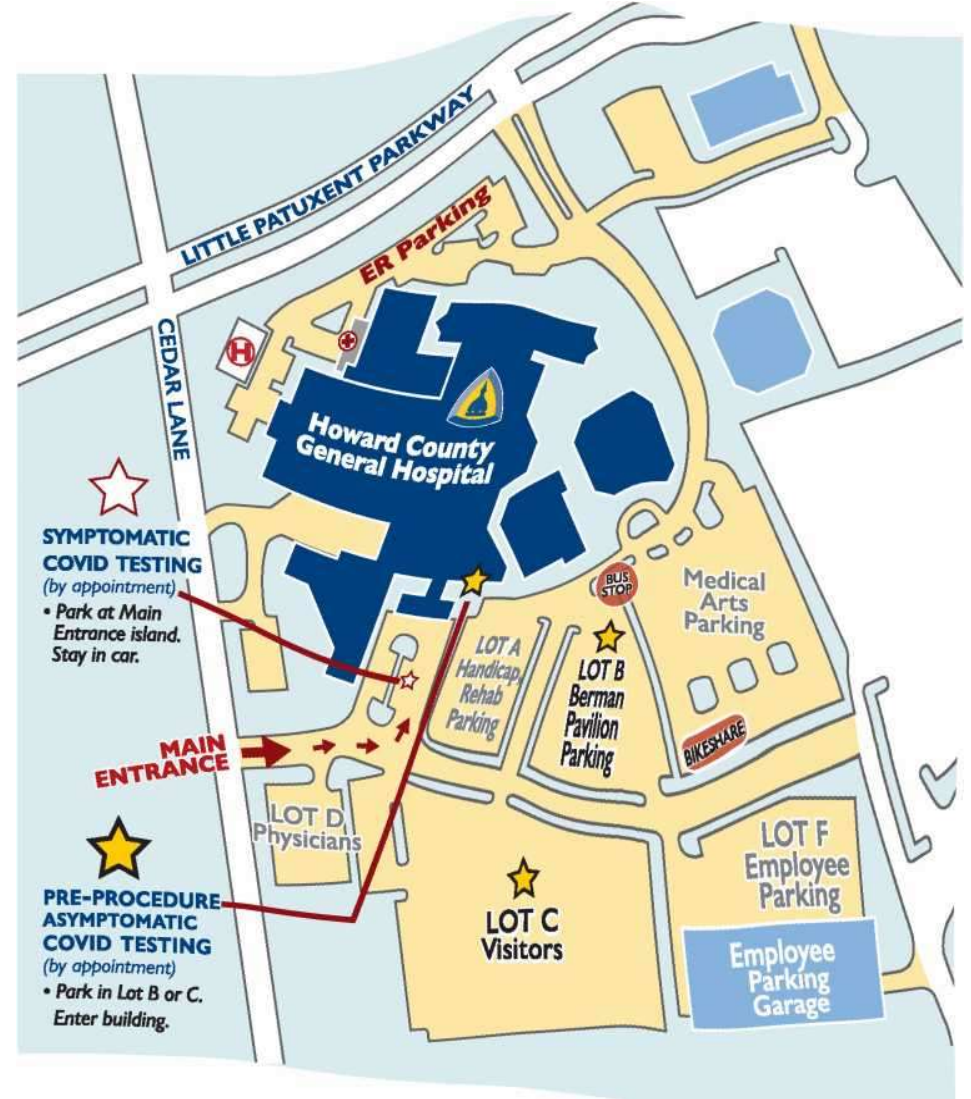 LITTLE PATUXENT PARKWAY
ER Parking
CEDAR LANE
H
Howard County
General Hospital
SYMPTOMATIC
COVID TESTING
(by appointment)
• Park at Main
Entrance island.
Stay in car.
BUS
STOP
Medical
Arts
Parking
LOT A
Handicap,
Rehab
Parking
LOT B
Berman
Pavilion
Parking
BIKESHARE
MAIN
ENTRANCE
LOT D
Physicians
LOT C
Visitors
LOT F
Employee
Parking
Employee
Parking
Garage
PRE-PROCEDURE
ASYMPTOMATIC
COVID TESTING
(by appointment)
• Park in Lot B or C.
Enter building.